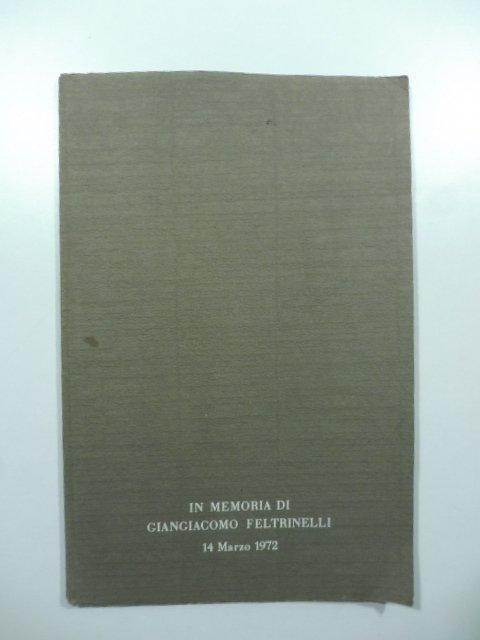 IN MEMORIA DI
GIANGIACOMO FELTRINELLI
14 Marzo 1972